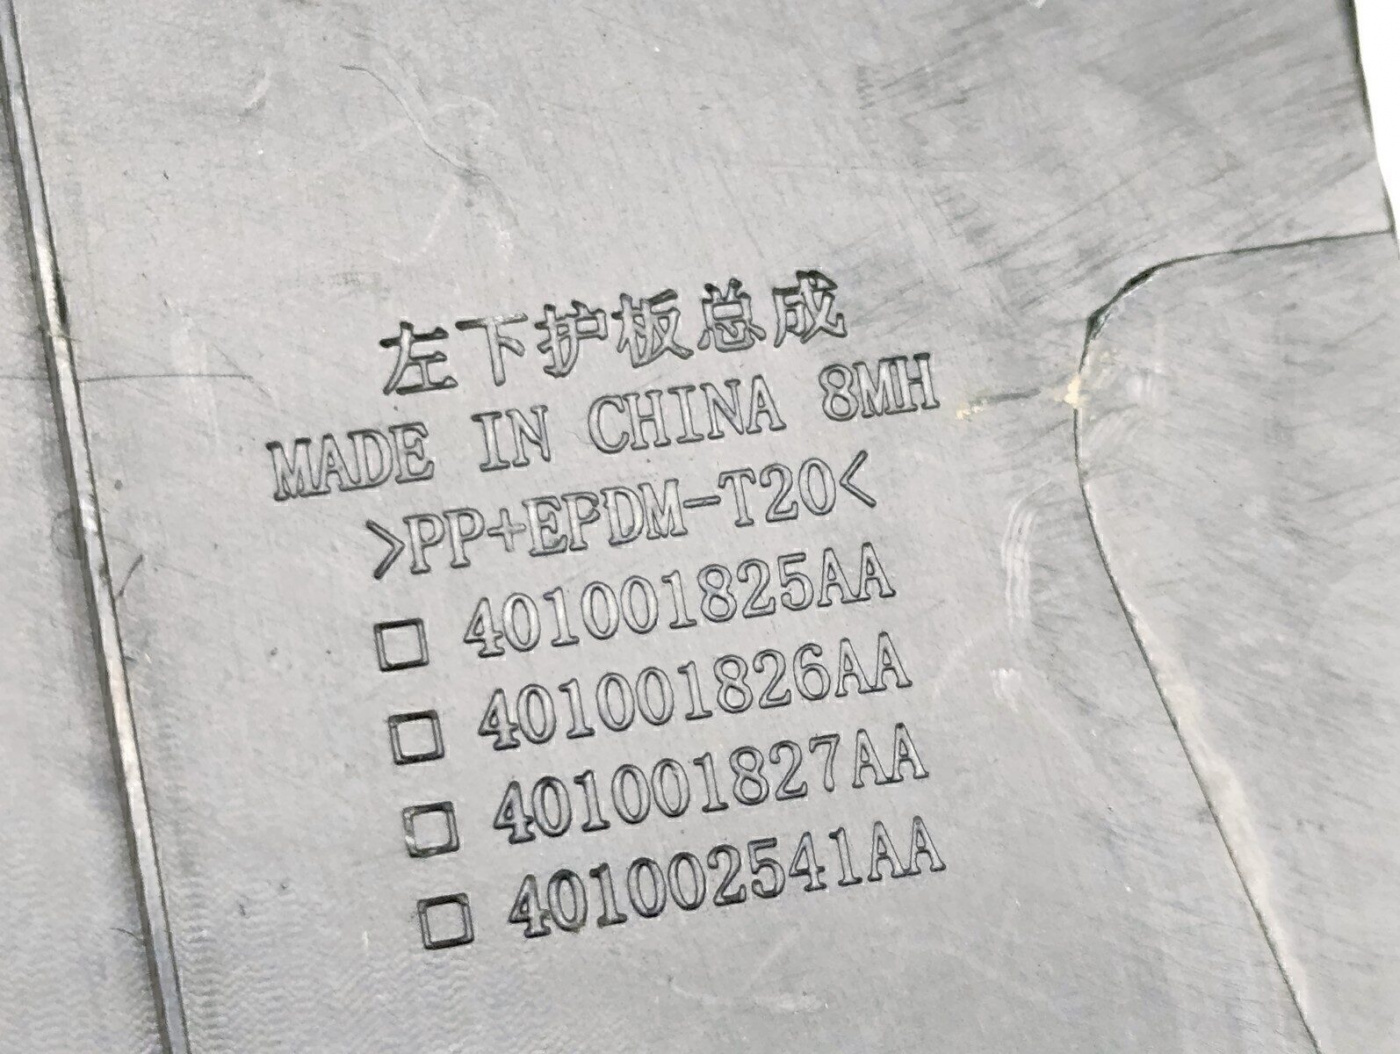 左下护板总成
MADE IN CHINA 8MH
>PP+EPDM-T20<
□ 401001825AA
□ 401001826AA
□ 401001827AA
□ 401002541AA